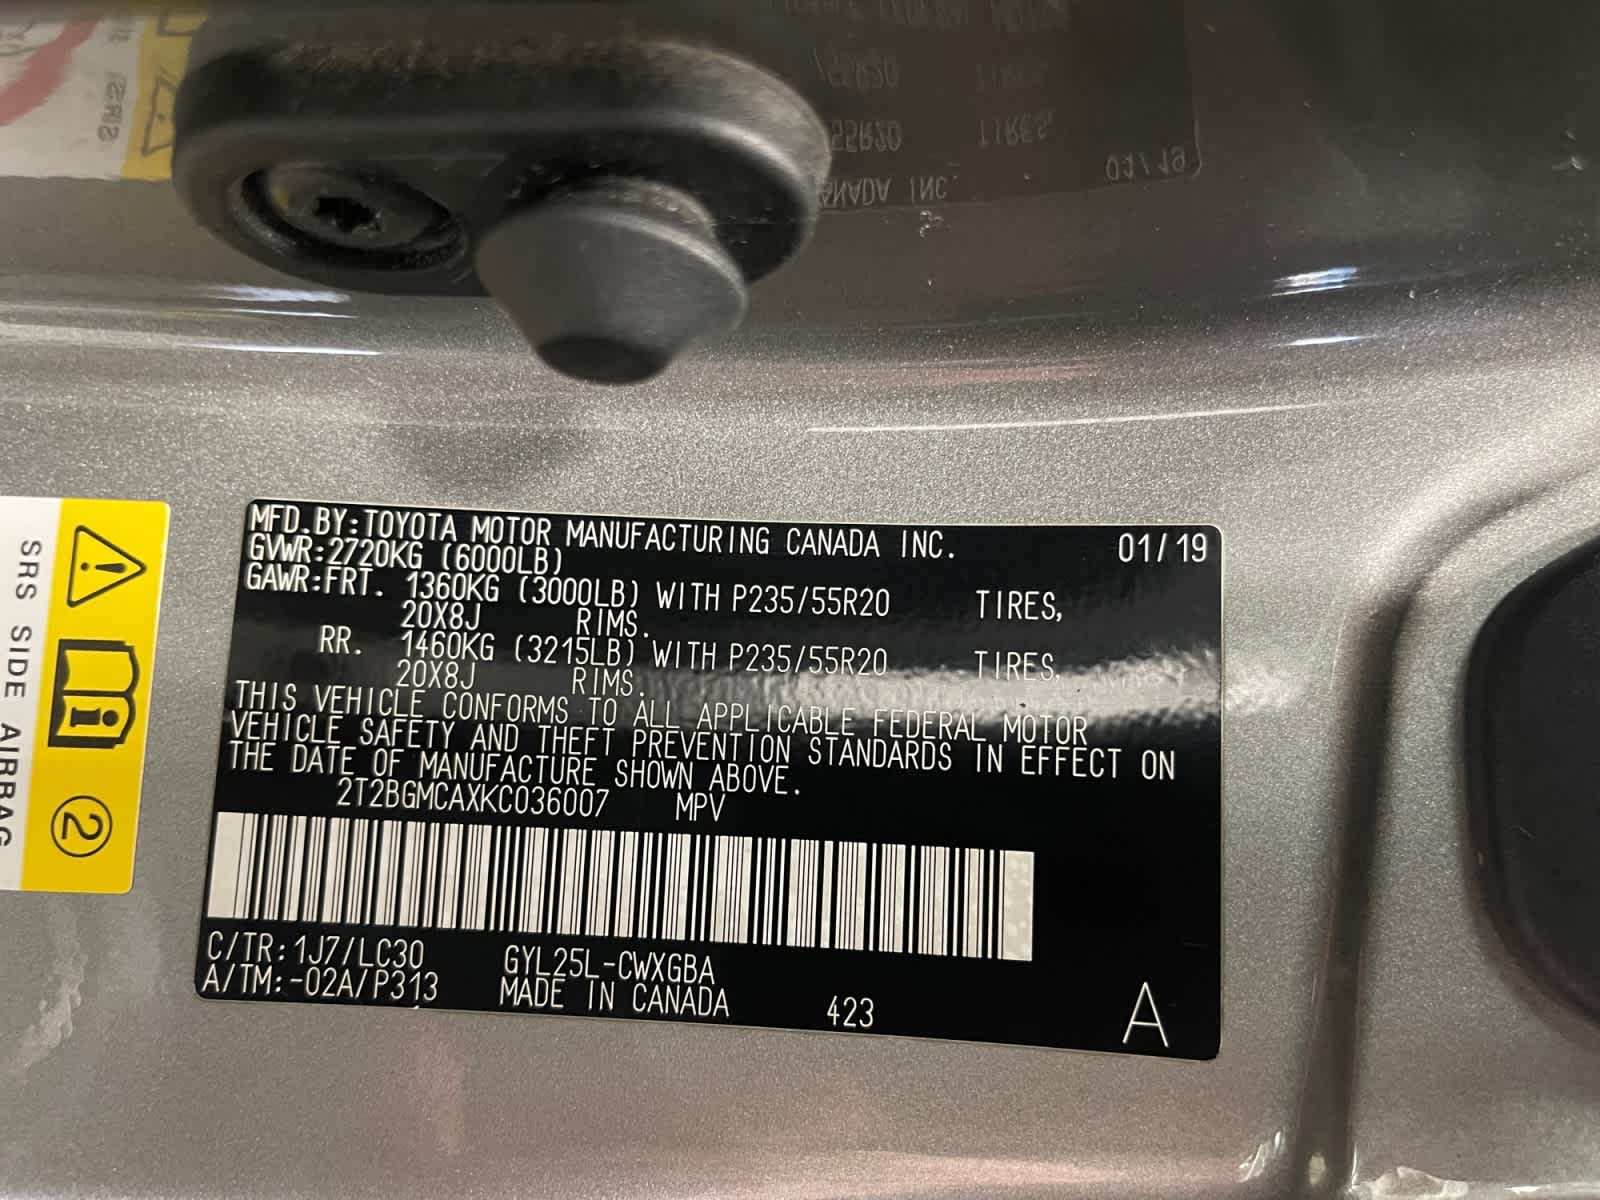 MFD.BY:TOYOTA MOTOR MANUFACTURING CANADA INC. 01/19
GVWR:2720KG (6000LB)
GAWR:FRT. 1360KG (3000LB) WITH P235/55R20 TIRES,
20X8J RIMS.
RR. 1460KG (3215LB) WITH P235/55R20 TIRES,
20X8J RIMS.
THIS VEHICLE CONFORMS TO ALL APPLICABLE FEDERAL MOTOR
VEHICLE SAFETY AND THEFT PREVENTION STANDARDS IN EFFECT ON
THE DATE OF MANUFACTURE SHOWN ABOVE.
2T2BGMCAXKC036007 MPV
C/TR:1J7/LC30 GYL25L-CWXGBA
A/TM:-02A/P313 MADE IN CANADA 423 A
SRS SIDE AIRBAG
2